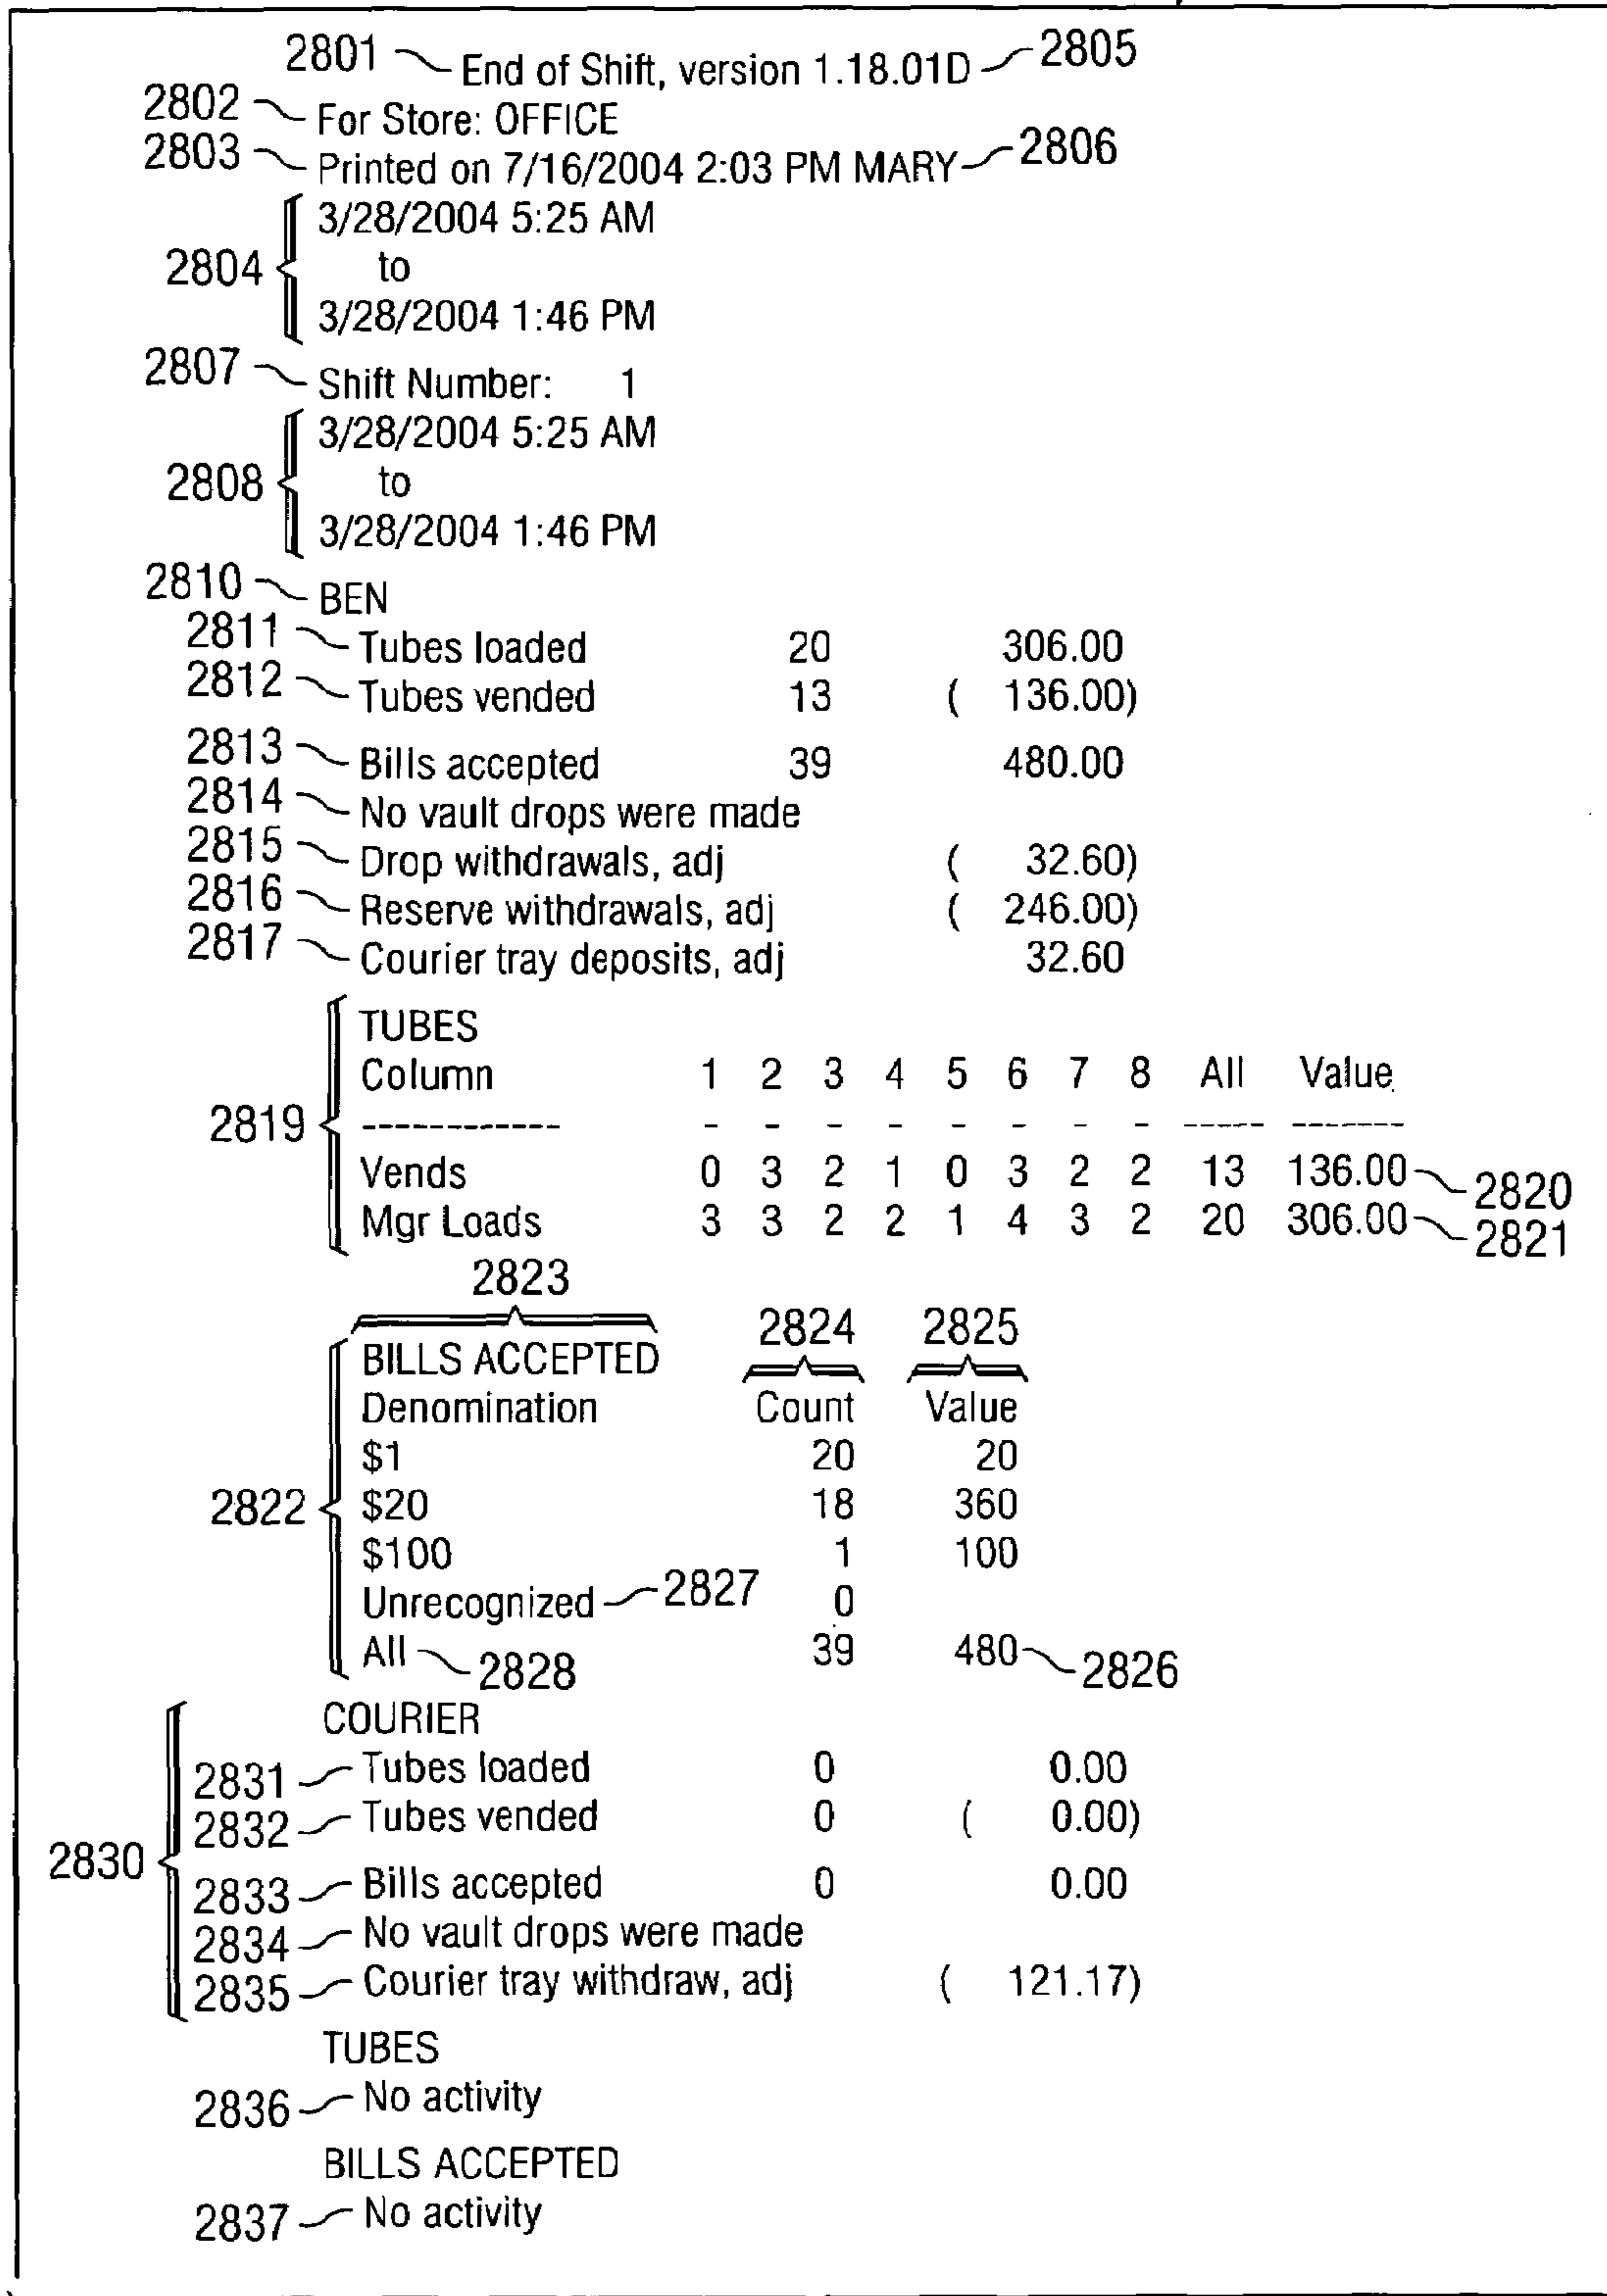 2801 End of Shift, version 1.18.01D 2805
2802 For Store: OFFICE
2803 Printed on 7/16/2004 2:03 PM MARY 2806
3/28/2004 5:25 AM
2804 to
3/28/2004 1:46 PM
2807 Shift Number: 1
3/28/2004 5:25 AM
2808 to
3/28/2004 1:46 PM
2810 BEN
2811 Tubes loaded 20 306.00
2812 Tubes vended 13 ( 136.00)
2813 Bills accepted 39 480.00
2814 No vault drops were made
2815 Drop withdrawals, adj ( 32.60)
2816 Reserve withdrawals, adj ( 246.00)
2817 Courier tray deposits, adj 32.60
TUBES
Column 1 2 3 4 5 6 7 8 All Value
2819 ------------ - - - - - - - - ----- -------
Vends 0 3 2 1 0 3 2 2 13 136.00 2820
Mgr Loads 3 3 2 2 1 4 3 2 20 306.00 2821
2823
2824 2825
BILLS ACCEPTED
Denomination Count Value
$1 20 20
2822 $20 18 360
$100 1 100
Unrecognized 2827 0
All 2828 39 480 2826
COURIER
2831 Tubes loaded 0 0.00
2832 Tubes vended 0 ( 0.00)
2830
2833 Bills accepted 0 0.00
2834 No vault drops were made
2835 Courier tray withdraw, adj ( 121.17)
TUBES
2836 No activity
BILLS ACCEPTED
2837 No activity